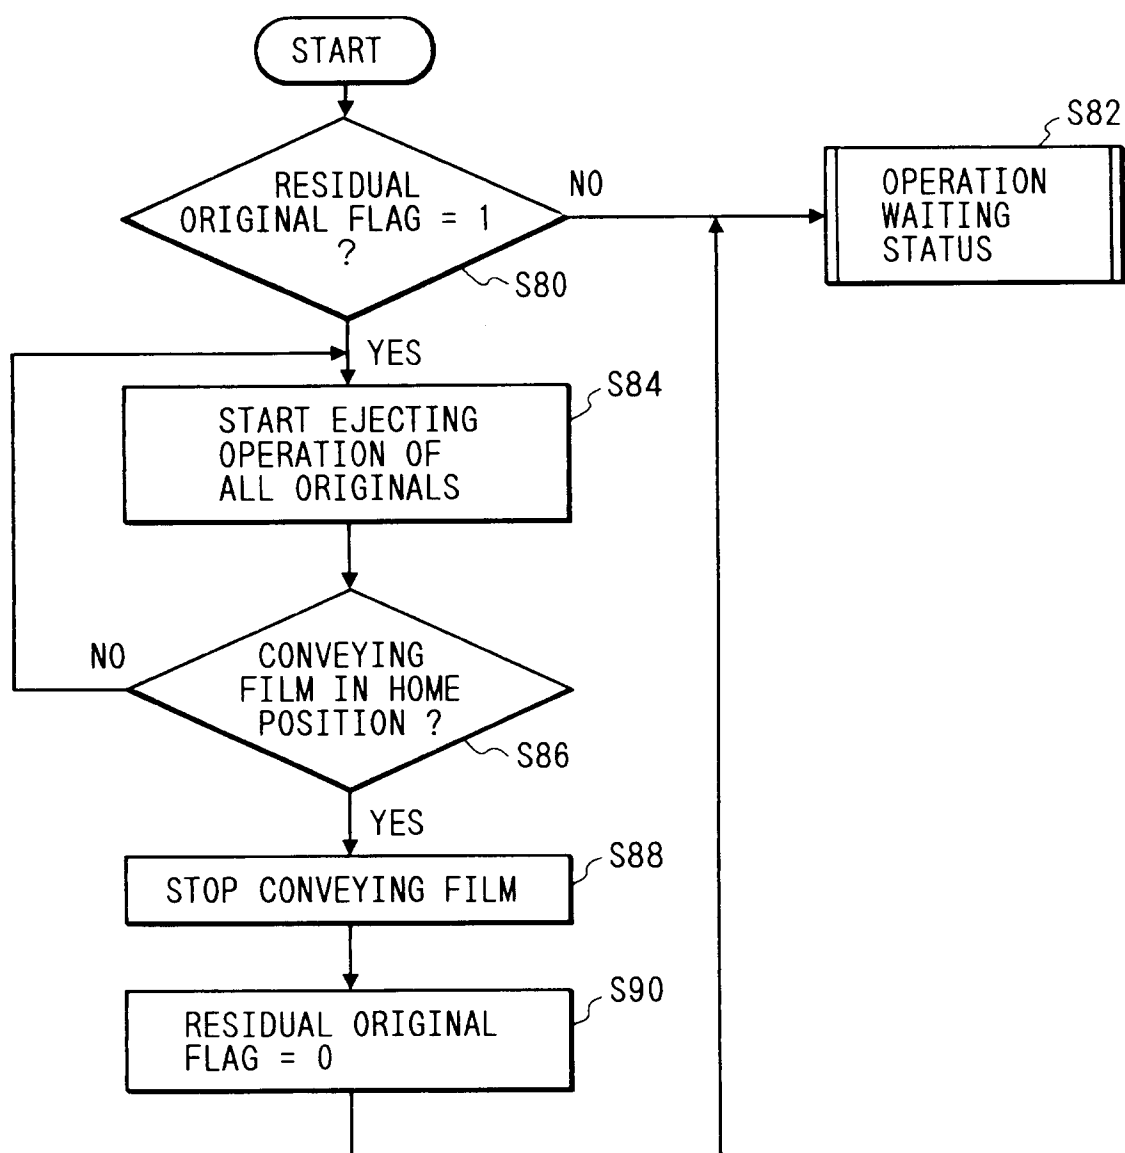 START
S82
RESIDUAL
ORIGINAL FLAG = 1
?
NO
OPERATION
WAITING
STATUS
S80
YES
S84
START EJECTING
OPERATION OF
ALL ORIGINALS
NO
CONVEYING
FILM IN HOME
POSITION ?
S86
YES
S88
STOP CONVEYING FILM
S90
RESIDUAL ORIGINAL
FLAG = 0